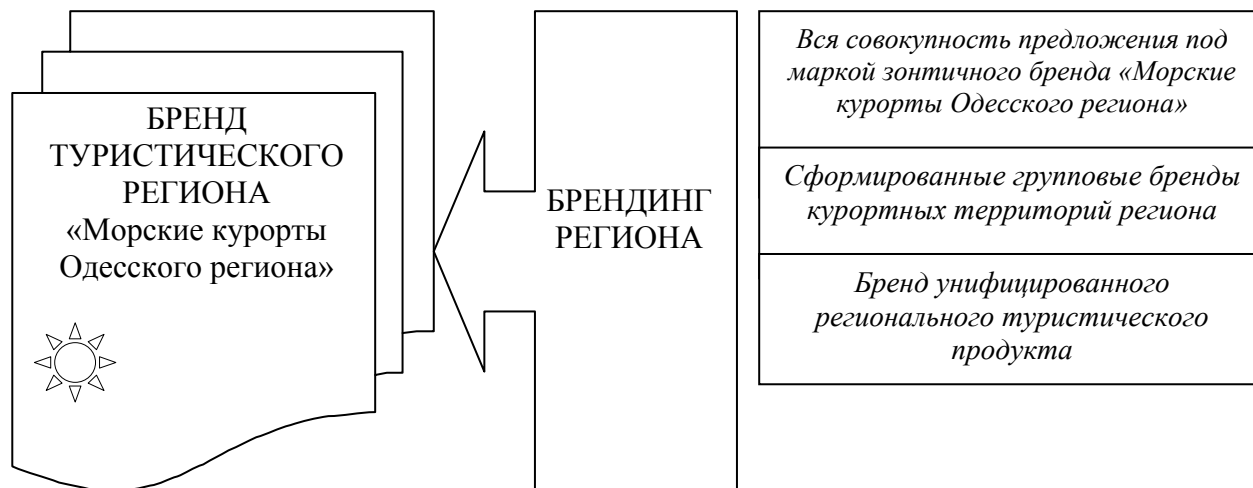 БРЕНД
ТУРИСТИЧЕСКОГО
РЕГИОНА
«Морские курорты
Одесского региона»
БРЕНДИНГ
РЕГИОНА
Вся совокупность предложения под
маркой зонтичного бренда «Морские
курорты Одесского региона»
Сформированные групповые бренды
курортных территорий региона
Бренд унифицированного
регионального туристического
продукта